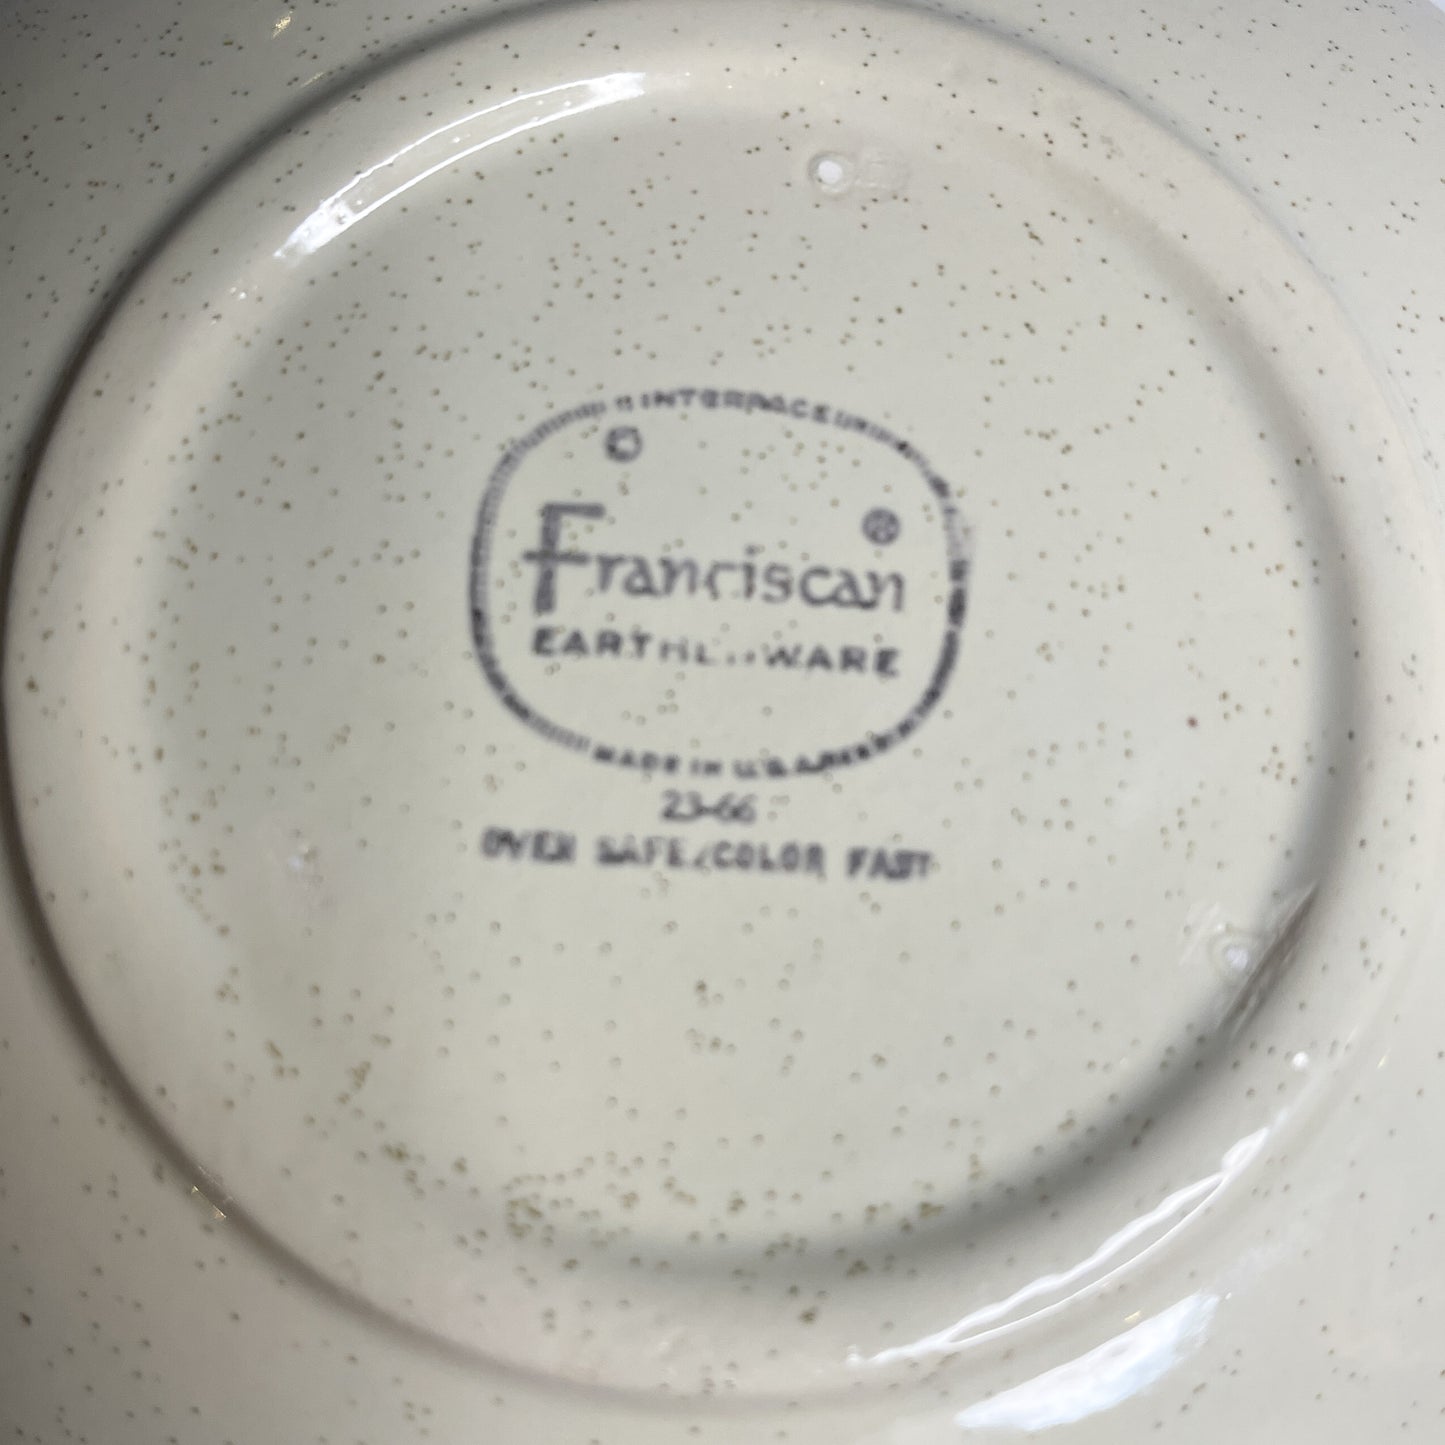 INTERPACE
©
®
Franciscan
EARTHENWARE
MADE IN U.S.A.
23-66
OVEN SAFE/COLOR FAST